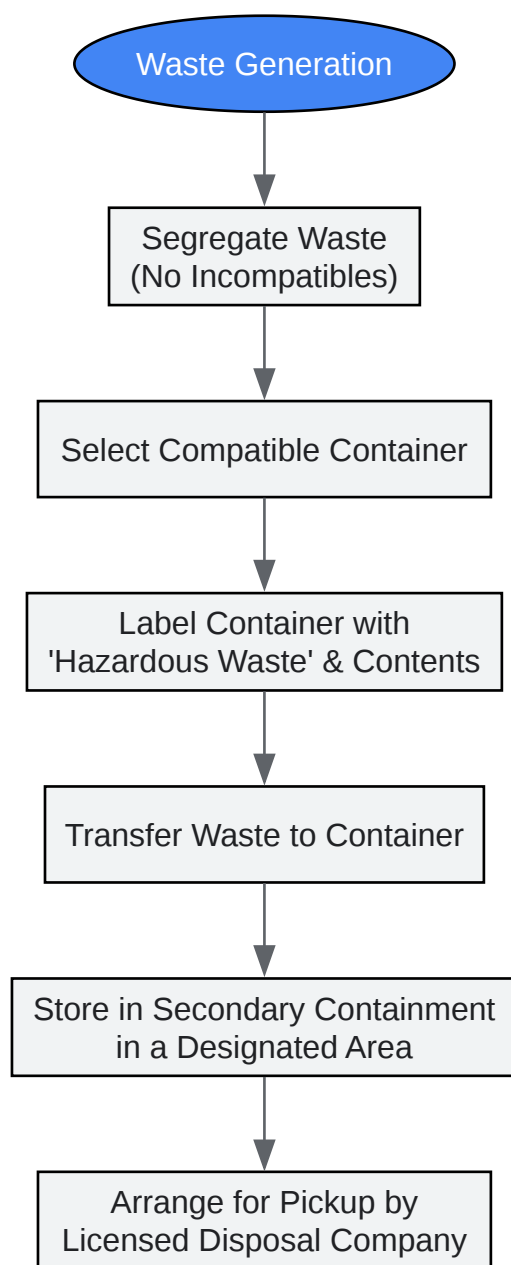 Waste Generation
Segregate Waste
(No Incompatibles)
Select Compatible Container
Label Container with
'Hazardous Waste' & Contents
Transfer Waste to Container
Store in Secondary Containment
in a Designated Area
Arrange for Pickup by
Licensed Disposal Company